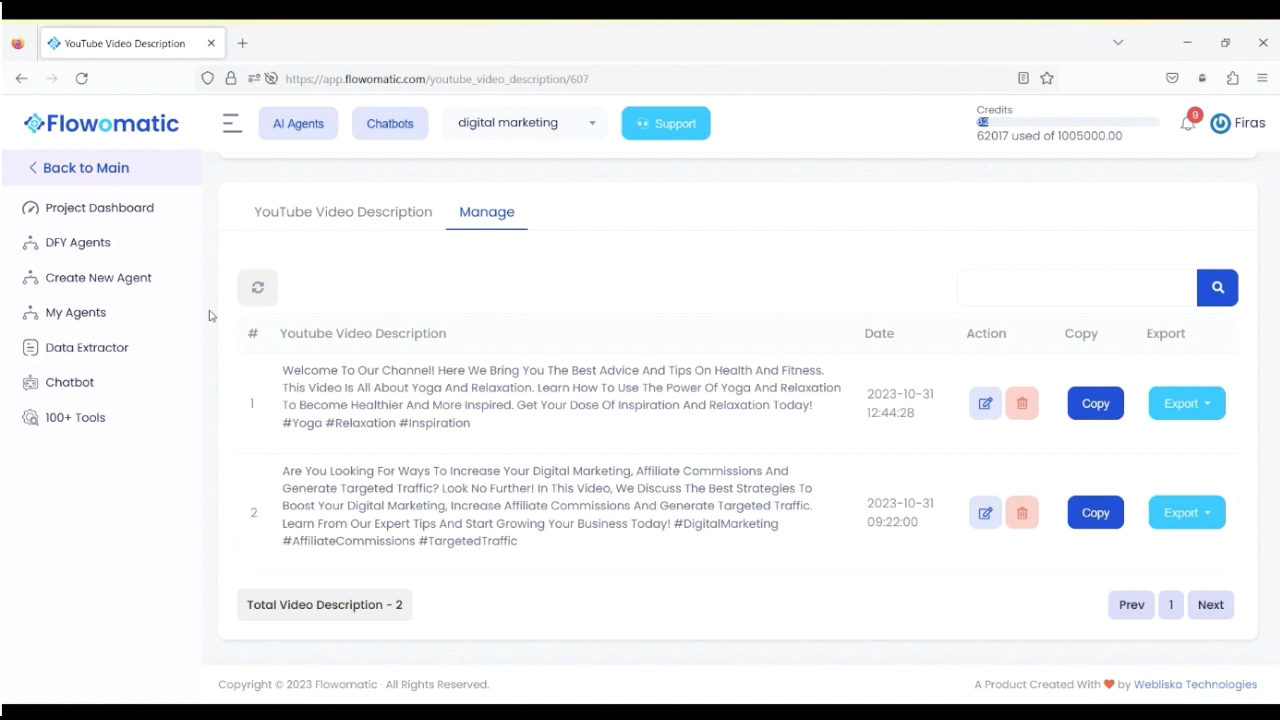 YouTube Video Description
https://app.flowomatic.com/youtube_video_description/607
Flowomatic
AI Agents
Chatbots
digital marketing
Support
Credits
62017 used of 1005000.00
9
Firas
Back to Main
Project Dashboard
DFY Agents
Create New Agent
My Agents
Data Extractor
Chatbot
100+ Tools
YouTube Video Description
Manage
# Youtube Video Description Date Action Copy Export
Welcome To Our Channel! Here We Bring You The Best Advice And Tips On Health And Fitness.
This Video Is All About Yoga And Relaxation. Learn How To Use The Power Of Yoga And Relaxation
To Become Healthier And More Inspired. Get Your Dose Of Inspiration And Relaxation Today!
#Yoga #Relaxation #Inspiration
1
2023-10-31
12:44:28
Copy
Export
Are You Looking For Ways To Increase Your Digital Marketing, Affiliate Commissions And
Generate Targeted Traffic? Look No Further! In This Video, We Discuss The Best Strategies To
Boost Your Digital Marketing, Increase Affiliate Commissions And Generate Targeted Traffic.
Learn From Our Expert Tips And Start Growing Your Business Today! #DigitalMarketing
#AffiliateCommissions #TargetedTraffic
2
2023-10-31
09:22:00
Copy
Export
Total Video Description - 2
Prev
1
Next
Copyright © 2023 Flowomatic · All Rights Reserved.
A Product Created With ❤ by Webliska Technologies